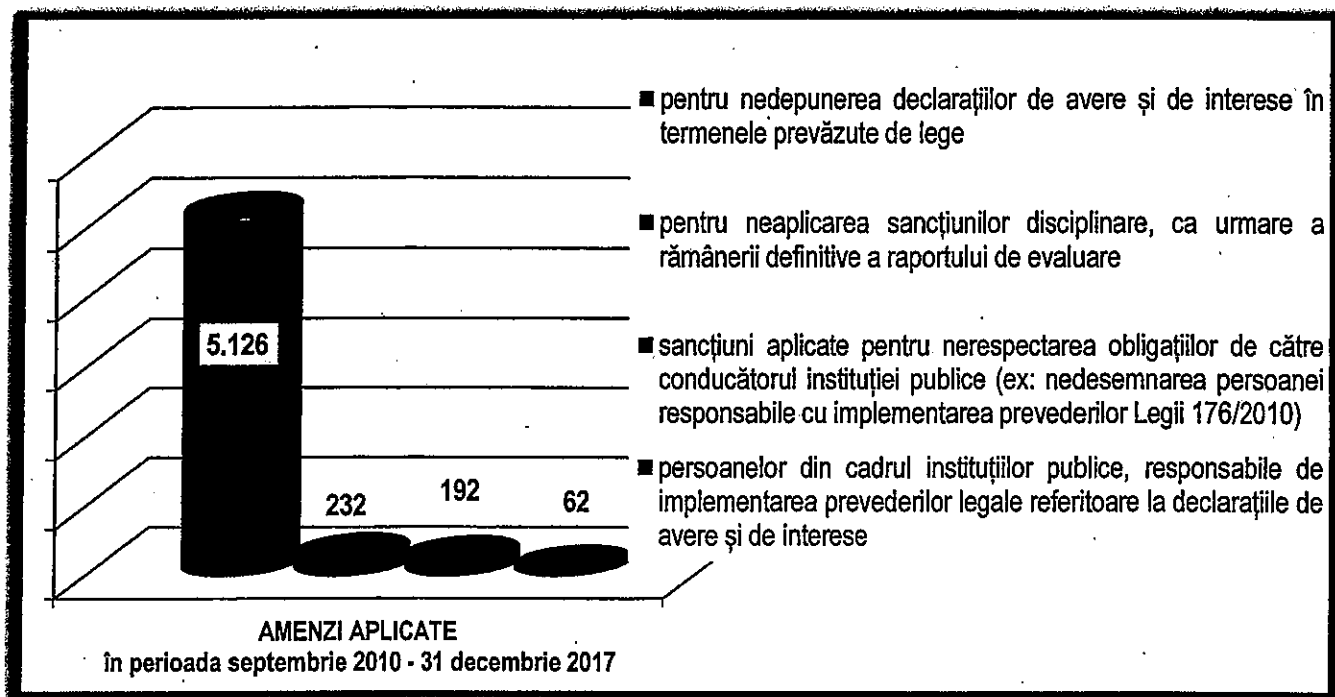 ■ pentru nedepunerea declarațiilor de avere și de interese în
termenele prevăzute de lege
■ pentru neaplicarea sancțiunilor disciplinare, ca urmare a
rămânerii definitive a raportului de evaluare
■ sancțiuni aplicate pentru nerespectarea obligațiilor de către
conducătorul instituției publice (ex: nedesemnarea persoanei
responsabile cu implementarea prevederilor Legii 176/2010)
■ persoanelor din cadrul instituțiilor publice, responsabile de
implementarea prevederilor legale referitoare la declarațiile de
avere și de interese
5.126
232 192 62
AMENZI APLICATE
în perioada septembrie 2010 - 31 decembrie 2017